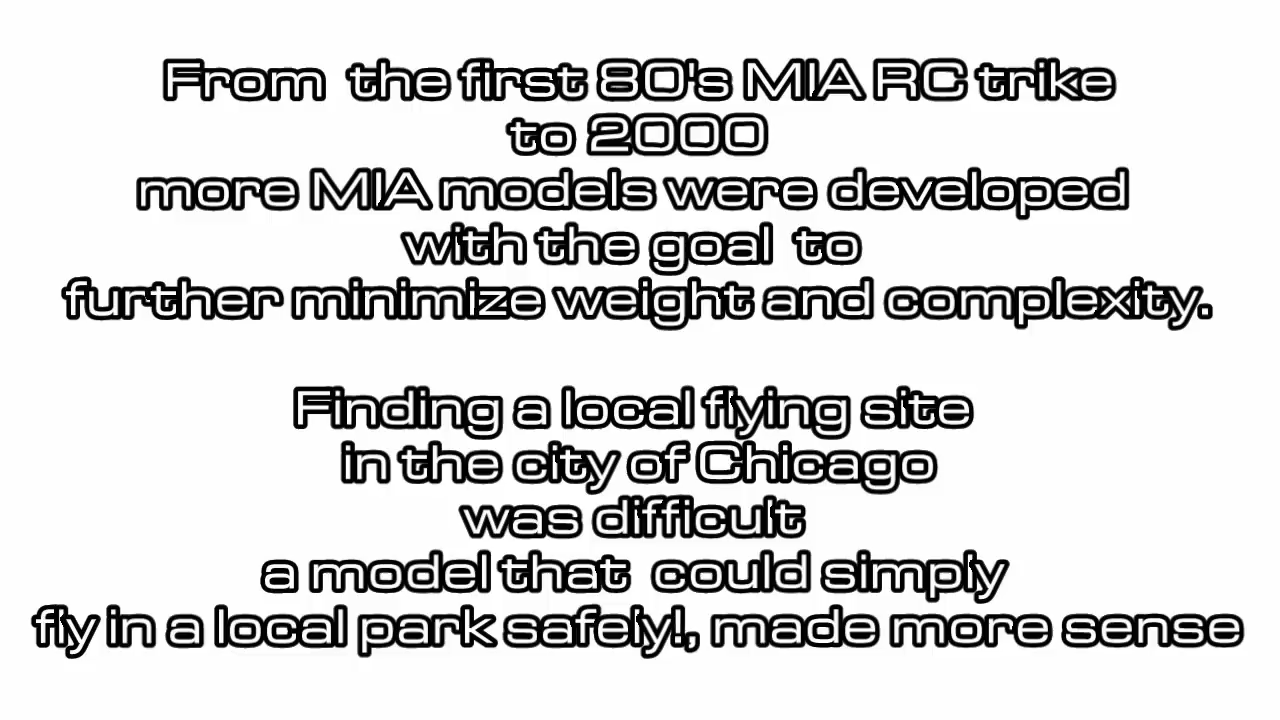 From the first 80's MIA RC trike
to 2000
more MIA models were developed
with the goal to
further minimize weight and complexity.
Finding a local flying site
in the city of Chicago
was difficult
a model that could simply
fly in a local park safely!, made more sense